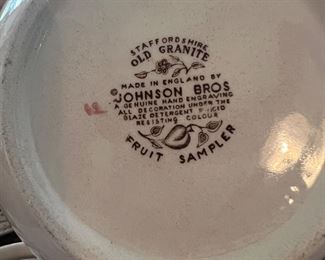 STAFFORDSHIRE
OLD GRANITE
MADE IN ENGLAND BY
©JOHNSON BROS
A GENUINE HAND ENGRAVING
ALL DECORATION UNDER THE
GLAZE DETERGENT & ACID
RESISTING COLOUR
FRUIT SAMPLER